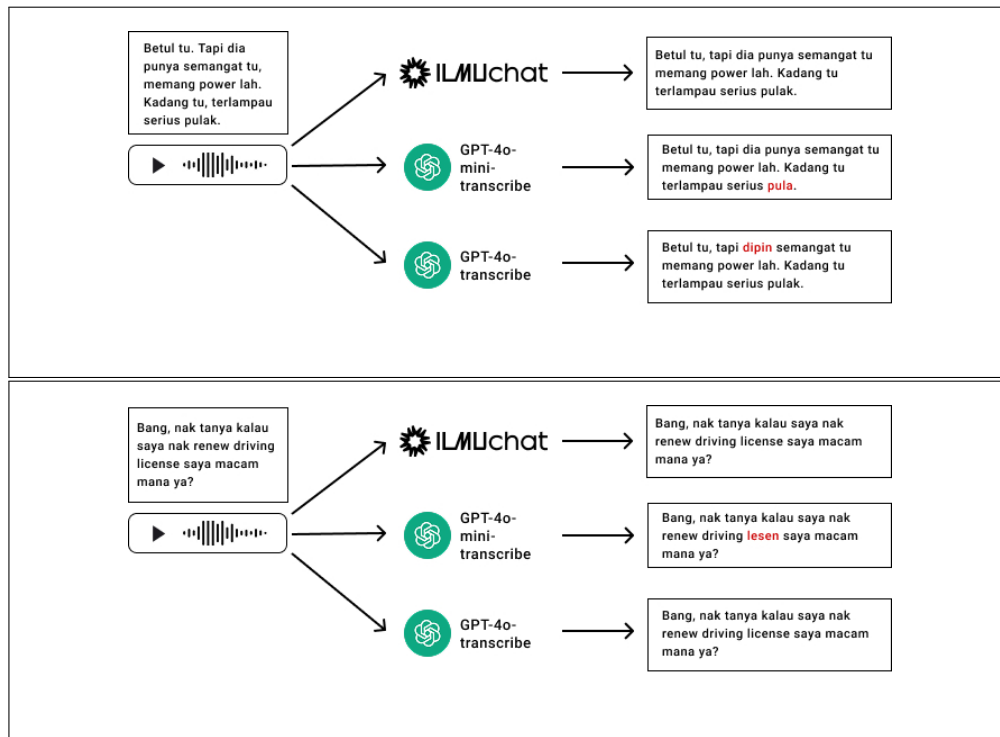 Betul tu. Tapi dia
punya semangat tu,
memang power lah.
Kadang tu, terlampau
serius pulak.
ILMUchat
Betul tu, tapi dia punya semangat tu
memang power lah. Kadang tu
terlampau serius pulak.
GPT-4o-
mini-
transcribe
Betul tu, tapi dia punya semangat tu
memang power lah. Kadang tu
terlampau serius pula.
GPT-4o-
transcribe
Betul tu, tapi dipin semangat tu
memang power lah. Kadang tu
terlampau serius pulak.
Bang, nak tanya kalau
saya nak renew driving
license saya macam
mana ya?
ILMUchat
Bang, nak tanya kalau saya nak
renew driving license saya macam
mana ya?
GPT-4o-
mini-
transcribe
Bang, nak tanya kalau saya nak
renew driving lesen saya macam
mana ya?
GPT-4o-
transcribe
Bang, nak tanya kalau saya nak
renew driving license saya macam
mana ya?